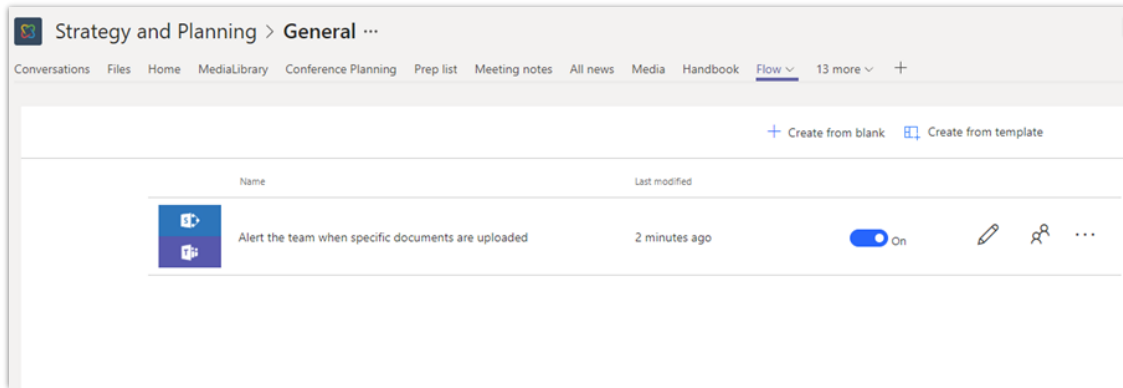 Strategy and Planning > General ···
Conversations Files Home MediaLibrary Conference Planning Prep list Meeting notes All news Media Handbook Flow 13 more +
+ Create from blank Create from template
Name Last modified
Alert the team when specific documents are uploaded 2 minutes ago On ···